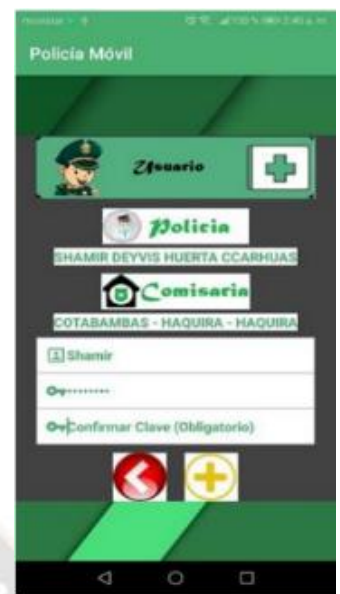 Policía Móvil
Usuario
Policia
SHAMIR DEYVIS HUERTA CCARHUAS
Comisaria
COTABAMBAS - HAQUIRA - HAQUIRA
Shamir
Confirmar Clave (Obligatorio)